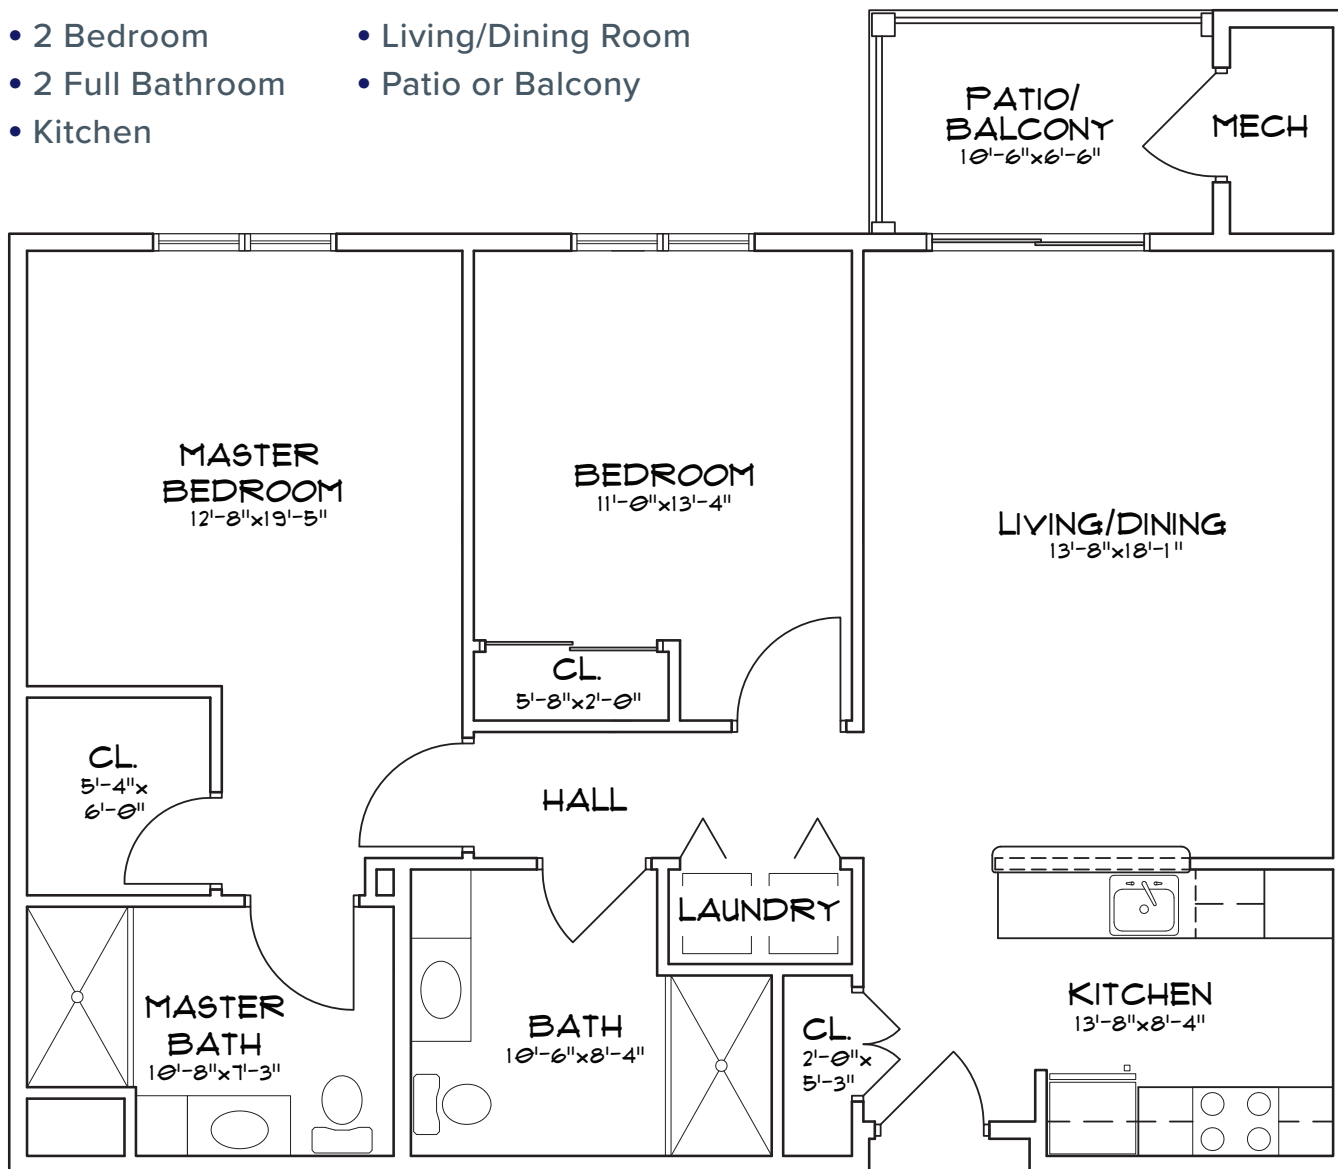 • 2 Bedroom
• 2 Full Bathroom
• Kitchen
• Living/Dining Room
• Patio or Balcony
PATIO/
BALCONY
10'-6"x6'-6"
MECH
MASTER
BEDROOM
12'-8"x19'-5"
BEDROOM
11'-0"x13'-4"
LIVING/DINING
13'-8"x18'-1"
CL.
5'-8"x2'-0"
CL.
5'-4"x
6'-0"
HALL
LAUNDRY
MASTER
BATH
10'-8"x7'-3"
BATH
10'-6"x8'-4"
CL.
2'-0"x
5'-3"
KITCHEN
13'-8"x8'-4"